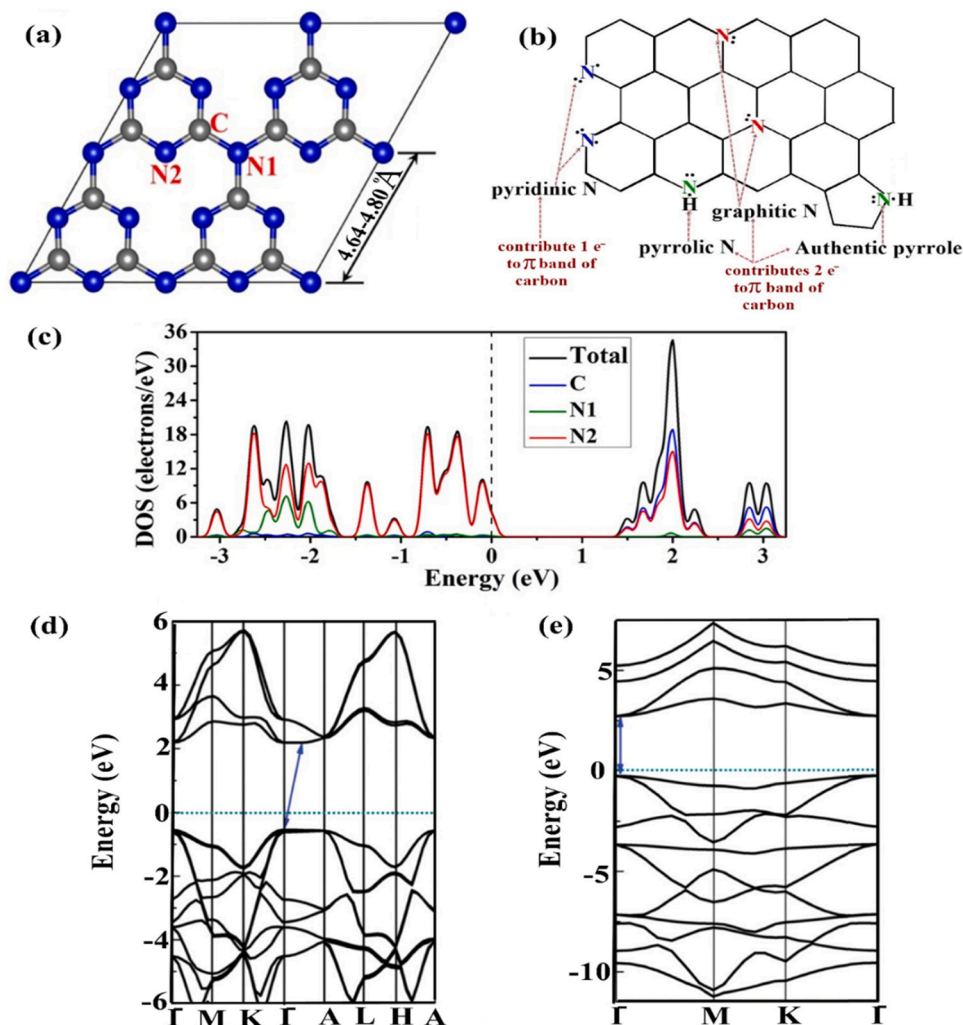 (a)
C
N2
N1
4.64-4.80 °A
(b)
N
N
N
N
pyridinic N
N
H
graphitic N
N H
pyrrolic N
Authentic pyrrole
contribute 1 e⁻
to π band of
carbon
contributes 2 e⁻
to π band of
carbon
(c)
DOS (electrons/eV)
36
30
24
18
12
6
0
Total
C
N1
N2
-3 -2 -1 0 1 2 3
Energy (eV)
(d)
Energy (eV)
6
4
2
0
-2
-4
-6
Γ M K Γ A L H A
(e)
Energy (eV)
5
0
-5
-10
Γ M K Γ